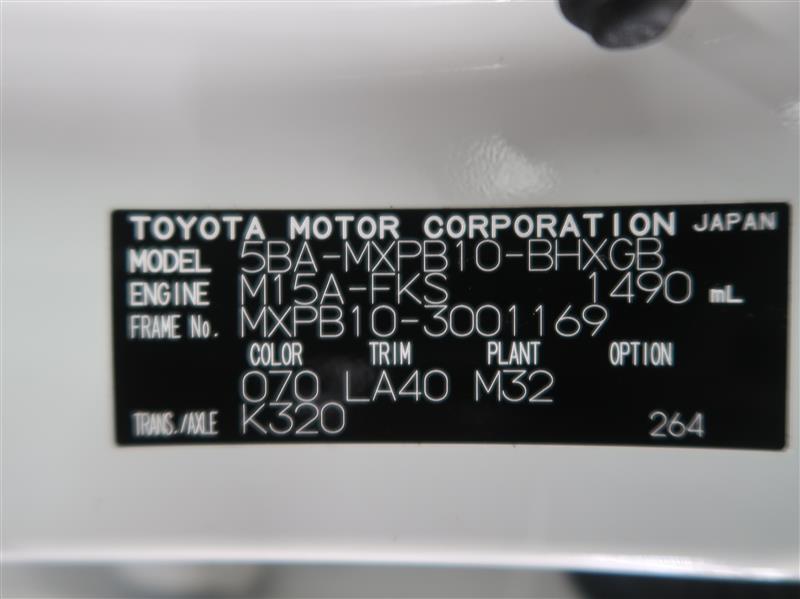 TOYOTA MOTOR CORPORATION JAPAN
MODEL 5BA-MXPB10-BHXGB
ENGINE M15A-FKS 1490 mL
FRAME No. MXPB10-3001169
COLOR TRIM PLANT OPTION
070 LA40 M32
TRANS./AXLE K320 264